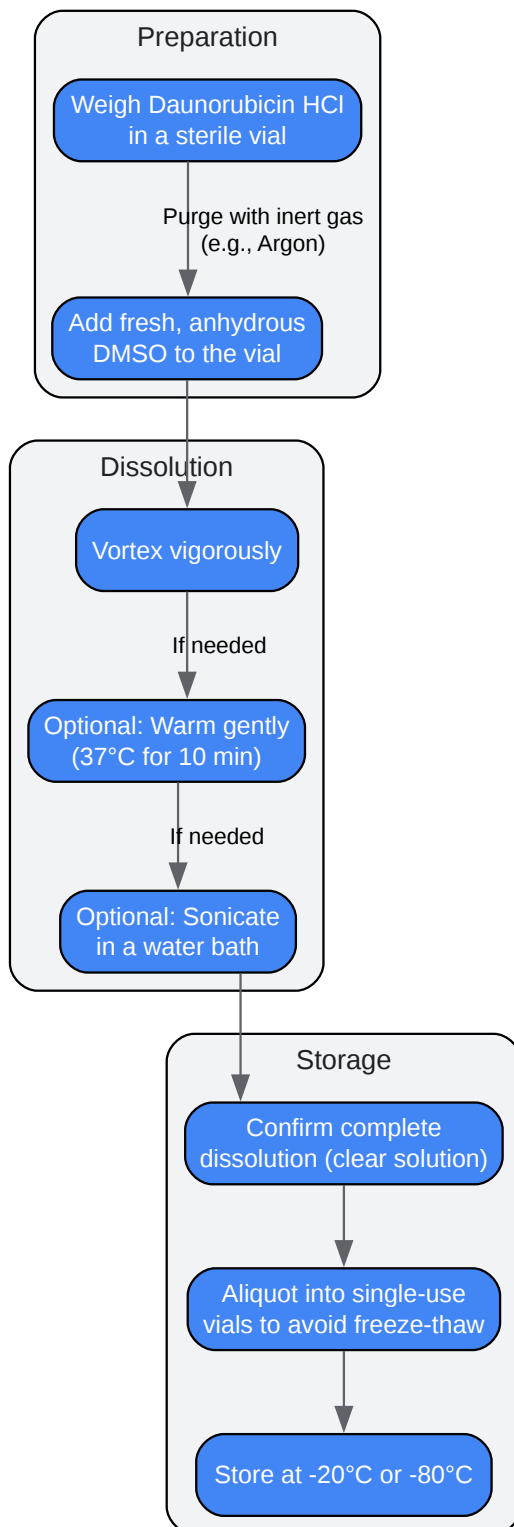 Preparation
Weigh Daunorubicin HCl
in a sterile vial
Purge with inert gas
(e.g., Argon)
Add fresh, anhydrous
DMSO to the vial
Dissolution
Vortex vigorously
If needed
Optional: Warm gently
(37°C for 10 min)
If needed
Optional: Sonicate
in a water bath
Storage
Confirm complete
dissolution (clear solution)
Aliquot into single-use
vials to avoid freeze-thaw
Store at -20°C or -80°C